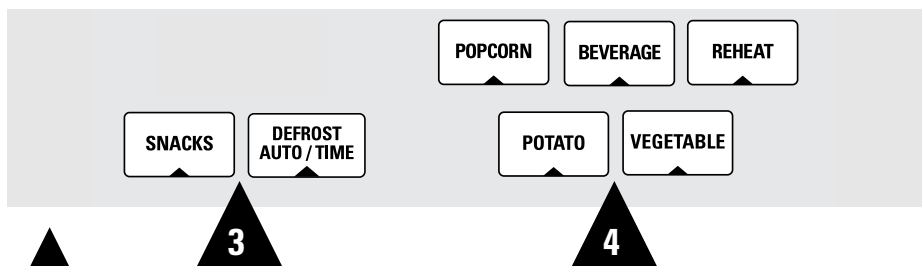 POPCORN BEVERAGE REHEAT
SNACKS DEFROST AUTO / TIME POTATO VEGETABLE
3 4